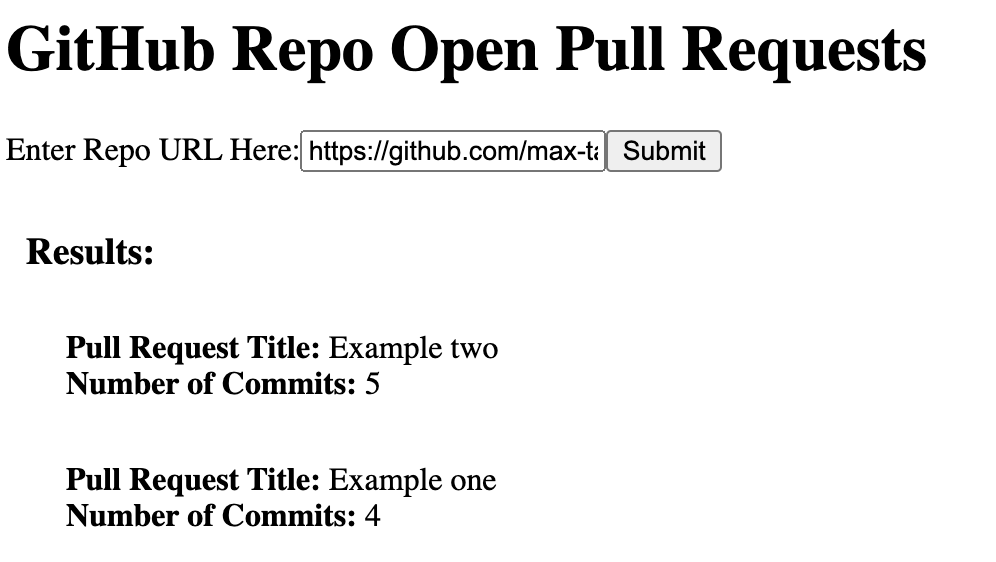 GitHub Repo Open Pull Requests
Enter Repo URL Here: https://github.com/max-ta Submit
Results:
Pull Request Title: Example two
Number of Commits: 5
Pull Request Title: Example one
Number of Commits: 4